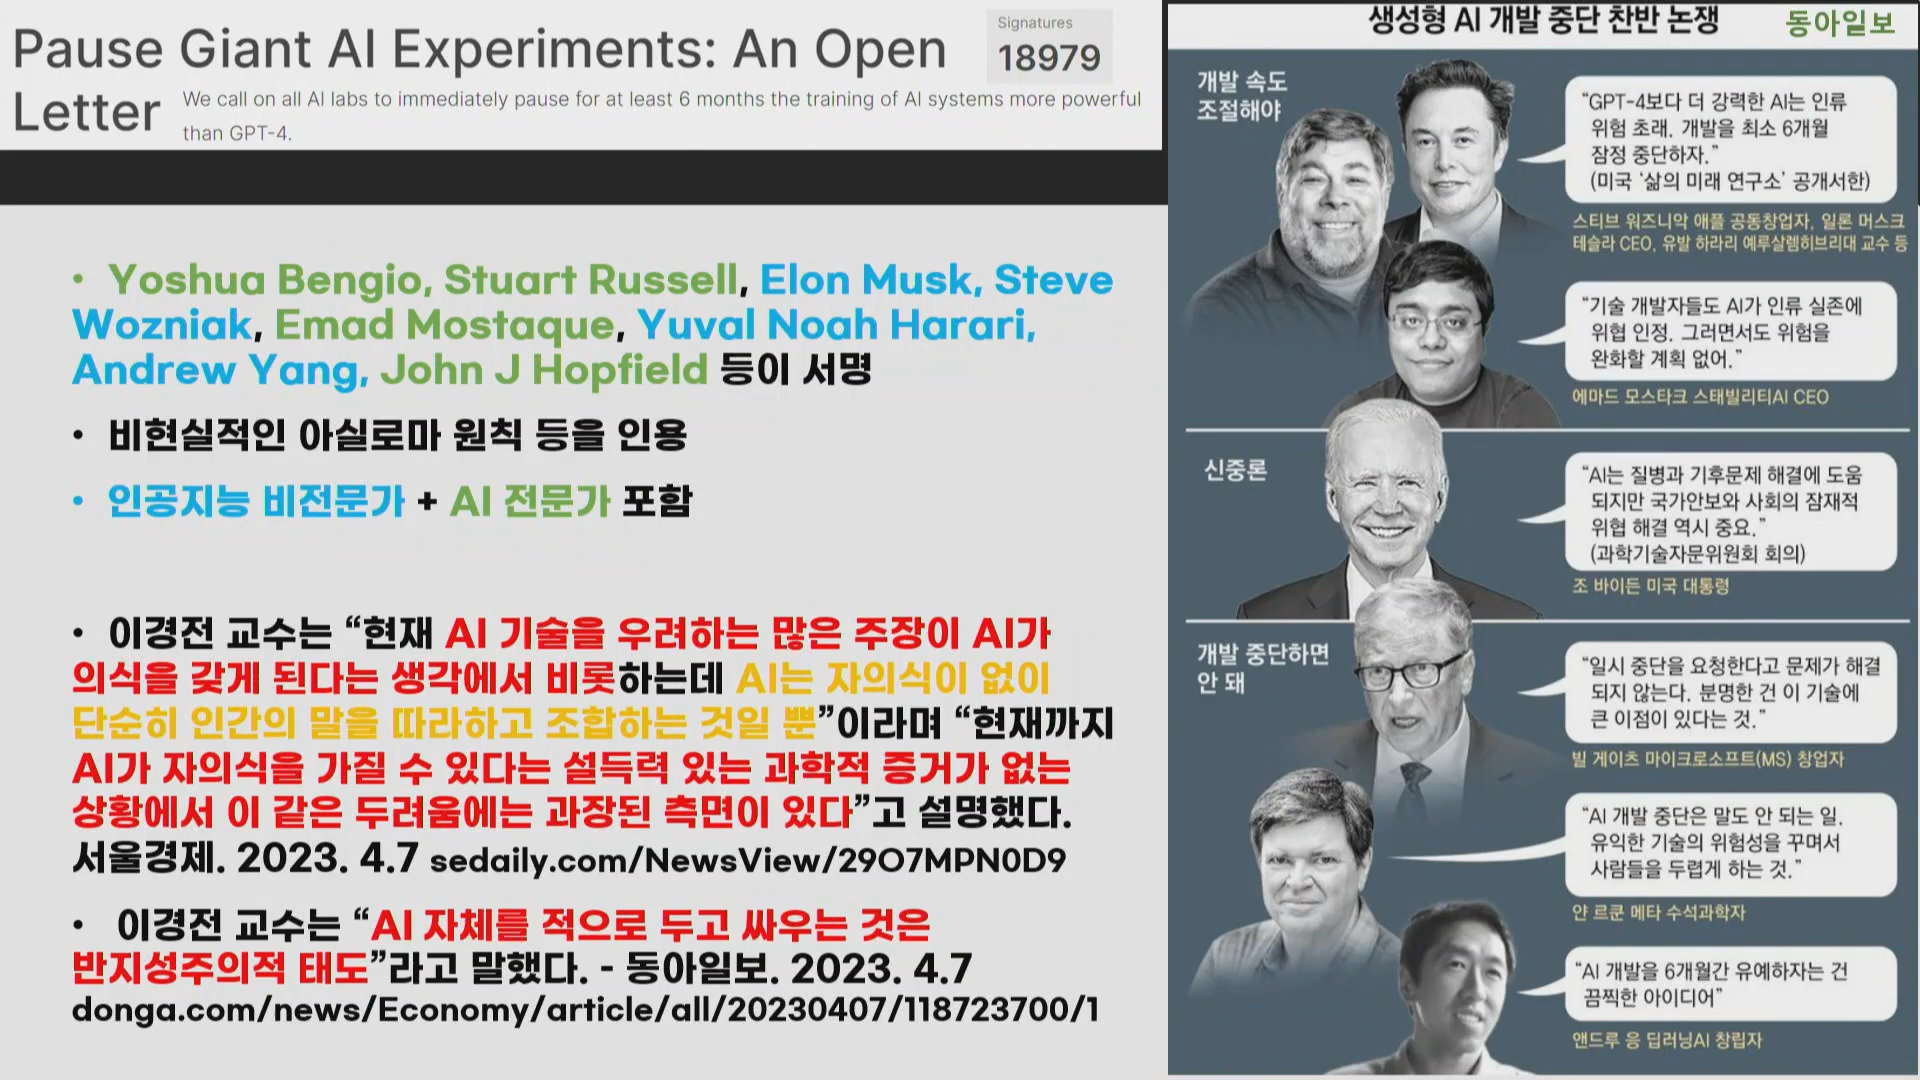 Pause Giant AI Experiments: An Open
Letter
We call on all AI labs to immediately pause for at least 6 months the training of AI systems more powerful
than GPT-4.
Signatures
18979
• Yoshua Bengio, Stuart Russell, Elon Musk, Steve
Wozniak, Emad Mostaque, Yuval Noah Harari,
Andrew Yang, John J Hopfield 등이 서명
• 비현실적인 아실로마 원칙 등을 인용
• 인공지능 비전문가 + AI 전문가 포함
• 이경전 교수는 “현재 AI 기술을 우려하는 많은 주장이 AI가
의식을 갖게 된다는 생각에서 비롯하는데 AI는 자의식이 없이
단순히 인간의 말을 따라하고 조합하는 것일 뿐”이라며 “현재까지
AI가 자의식을 가질 수 있다는 설득력 있는 과학적 증거가 없는
상황에서 이 같은 두려움에는 과장된 측면이 있다”고 설명했다.
서울경제. 2023. 4.7 sedaily.com/NewsView/29O7MPN0D9
• 이경전 교수는 “AI 자체를 적으로 두고 싸우는 것은
반지성주의적 태도”라고 말했다. - 동아일보. 2023. 4.7
donga.com/news/Economy/article/all/20230407/118723700/1
생성형 AI 개발 중단 찬반 논쟁
동아일보
개발 속도
조절해야
“GPT-4보다 더 강력한 AI는 인류
위험 초래. 개발을 최소 6개월
잠정 중단하자.”
(미국 ‘삶의 미래 연구소’ 공개서한)
스티브 워즈니악 애플 공동창업자, 일론 머스크
테슬라 CEO, 유발 하라리 예루살렘히브리대 교수 등
“기술 개발자들도 AI가 인류 실존에
위협 인정. 그러면서도 위험을
완화할 계획 없어.”
에마드 모스타크 스태빌리티AI CEO
신중론
“AI는 질병과 기후문제 해결에 도움
되지만 국가안보와 사회의 잠재적
위협 해결 역시 중요.”
(과학기술자문위원회 회의)
조 바이든 미국 대통령
개발 중단하면
안 돼
“일시 중단을 요청한다고 문제가 해결
되지 않는다. 분명한 건 이 기술에
큰 이점이 있다는 것.”
빌 게이츠 마이크로소프트(MS) 창업자
“AI 개발 중단은 말도 안 되는 일.
유익한 기술의 위험성을 꾸며서
사람들을 두렵게 하는 것.”
얀 르쿤 메타 수석과학자
“AI 개발을 6개월간 유예하자는 건
끔찍한 아이디어”
앤드루 응 딥러닝AI 창립자